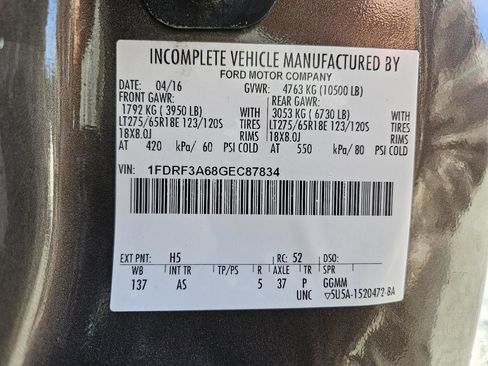 INCOMPLETE VEHICLE MANUFACTURED BY
FORD MOTOR COMPANY
DATE: 04/16 GVWR: 4763 KG (10500 LB)
FRONT GAWR: REAR GAWR:
1792 KG ( 3950 LB) WITH 3053 KG ( 6730 LB) WITH
LT275/65R18E 123/120S TIRES LT275/65R18E 123/120S TIRES
18X8.0J RIMS 18X8.0J RIMS
AT 420 kPa/ 60 PSI COLD AT 550 kPa/ 80 PSI COLD
VIN: 1FDRF3A68GEC87834
EXT PNT: H5 RC: 52 DSO:
WB INT TR TP/PS R AXLE TR SPR
137 AS 5 37 P GGMM
UNC ▽5U5A-1520472-BA